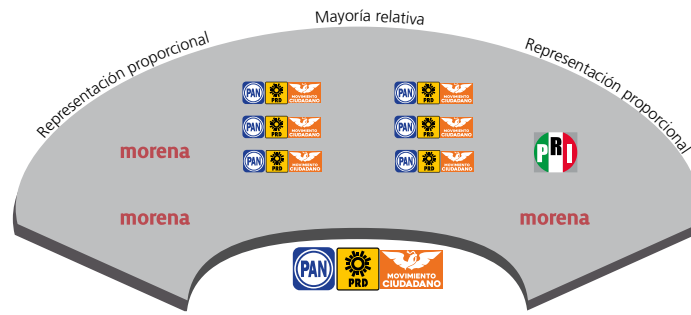 Mayoría relativa
Representación proporcional
Representación proporcional
PAN PRD MOVIMIENTO CIUDADANO
PAN PRD MOVIMIENTO CIUDADANO
PAN PRD MOVIMIENTO CIUDADANO
PAN PRD MOVIMIENTO CIUDADANO
morena
PRI
PAN PRD MOVIMIENTO CIUDADANO
PAN PRD MOVIMIENTO CIUDADANO
morena
morena
PAN PRD MOVIMIENTO CIUDADANO